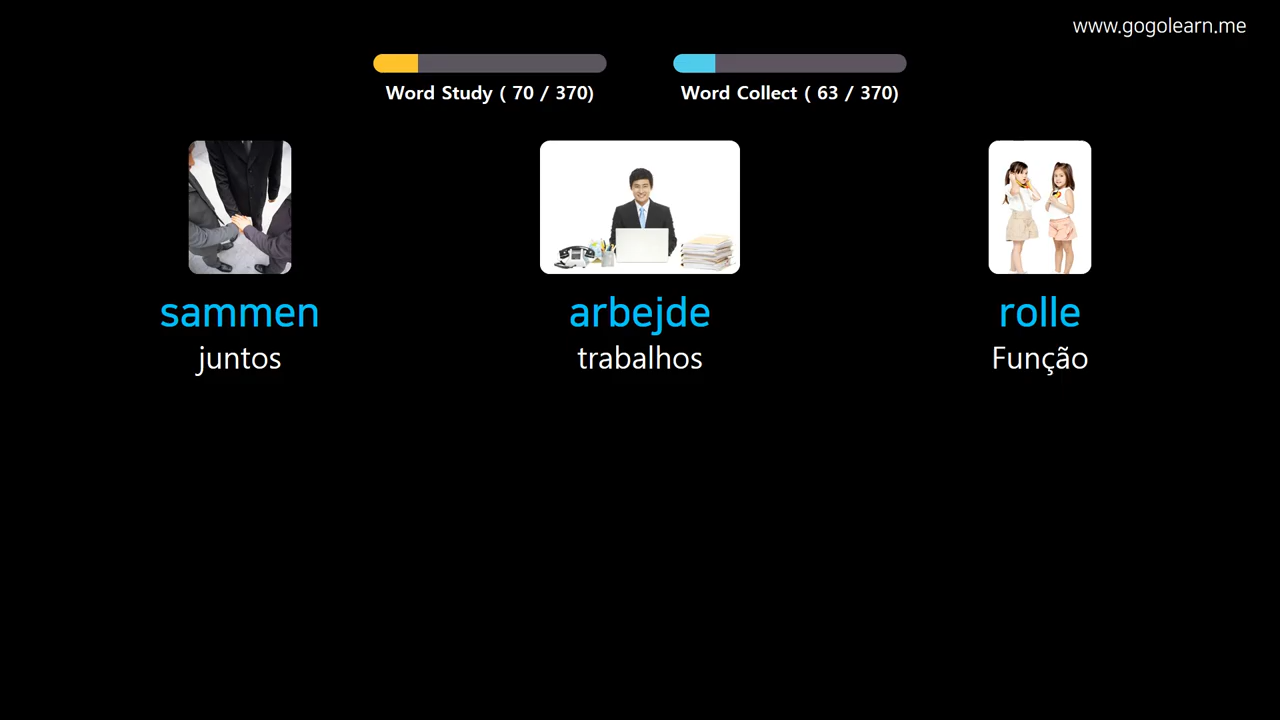 www.gogolearn.me
Word Study ( 70 / 370)
Word Collect ( 63 / 370)
sammen
arbejde
rolle
juntos
trabalhos
Função